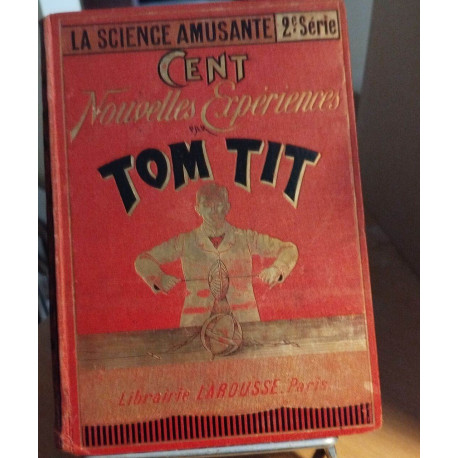 LA SCIENCE AMUSANTE 2e Série
CENT
Nouvelles Expériences
PAR
TOM TIT
Librairie LAROUSSE. Paris